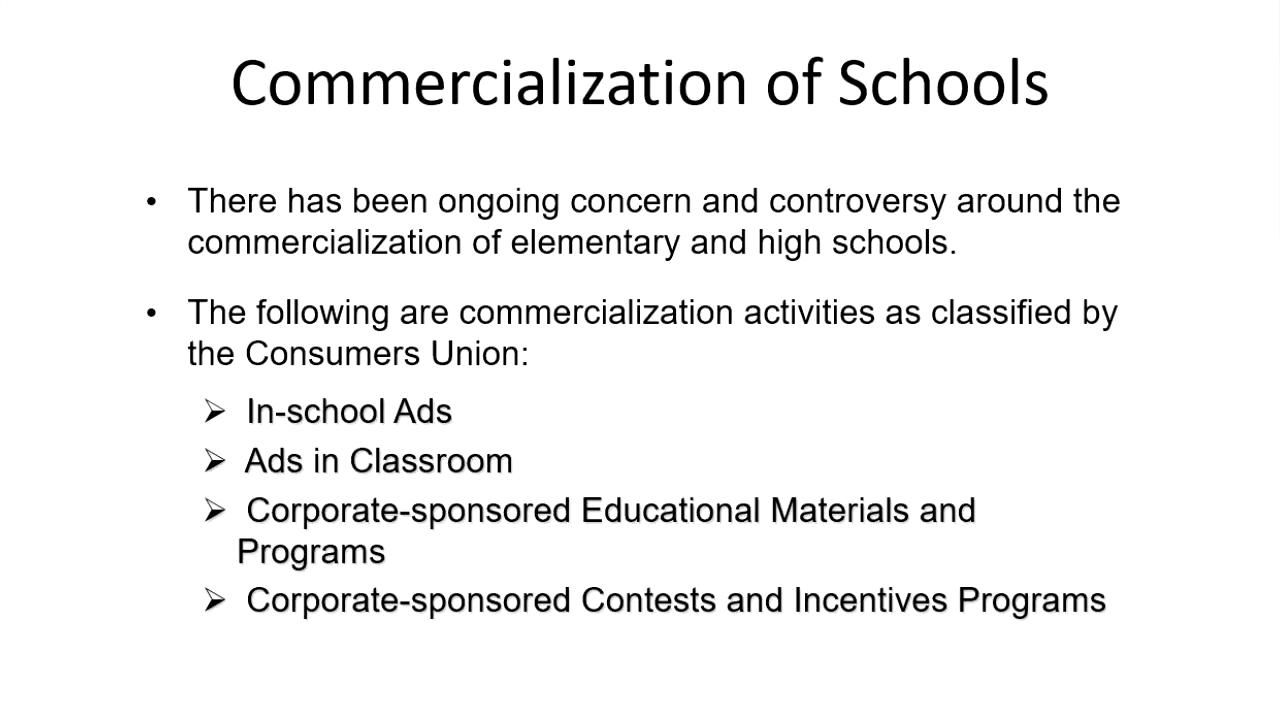 Commercialization of Schools
• There has been ongoing concern and controversy around the
commercialization of elementary and high schools.
• The following are commercialization activities as classified by
the Consumers Union:
➢ In-school Ads
➢ Ads in Classroom
➢ Corporate-sponsored Educational Materials and
Programs
➢ Corporate-sponsored Contests and Incentives Programs